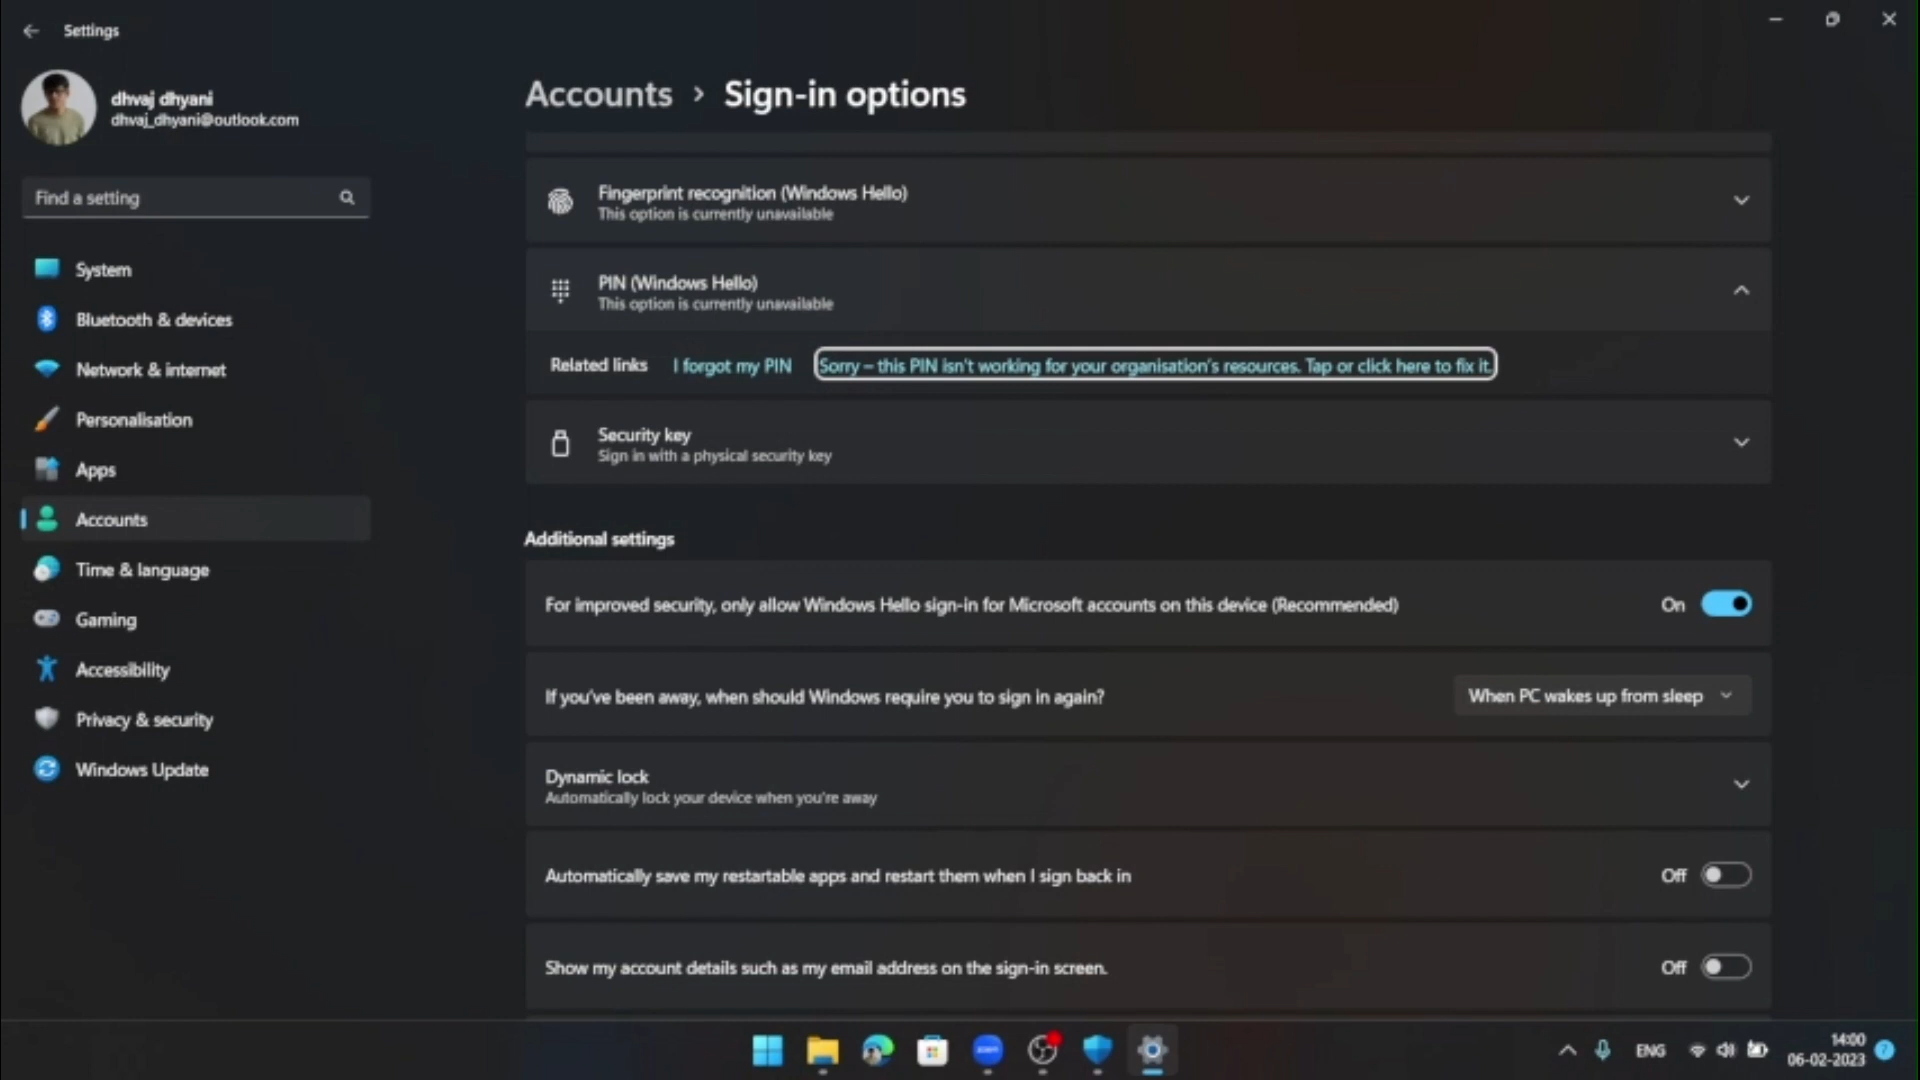 Settings
dhvaj dhyani
dhvaj_dhyani@outlook.com
Find a setting
System
Bluetooth & devices
Network & internet
Personalisation
Apps
Accounts
Time & language
Gaming
Accessibility
Privacy & security
Windows Update
Accounts › Sign-in options
Fingerprint recognition (Windows Hello)
This option is currently unavailable
PIN (Windows Hello)
This option is currently unavailable
Related links I forgot my PIN Sorry – this PIN isn't working for your organisation's resources. Tap or click here to fix it.
Security key
Sign in with a physical security key
Additional settings
For improved security, only allow Windows Hello sign-in for Microsoft accounts on this device (Recommended) On
If you've been away, when should Windows require you to sign in again? When PC wakes up from sleep
Dynamic lock
Automatically lock your device when you're away
Automatically save my restartable apps and restart them when I sign back in Off
Show my account details such as my email address on the sign-in screen. Off
zoom
ENG
14:00
06-02-2023
7